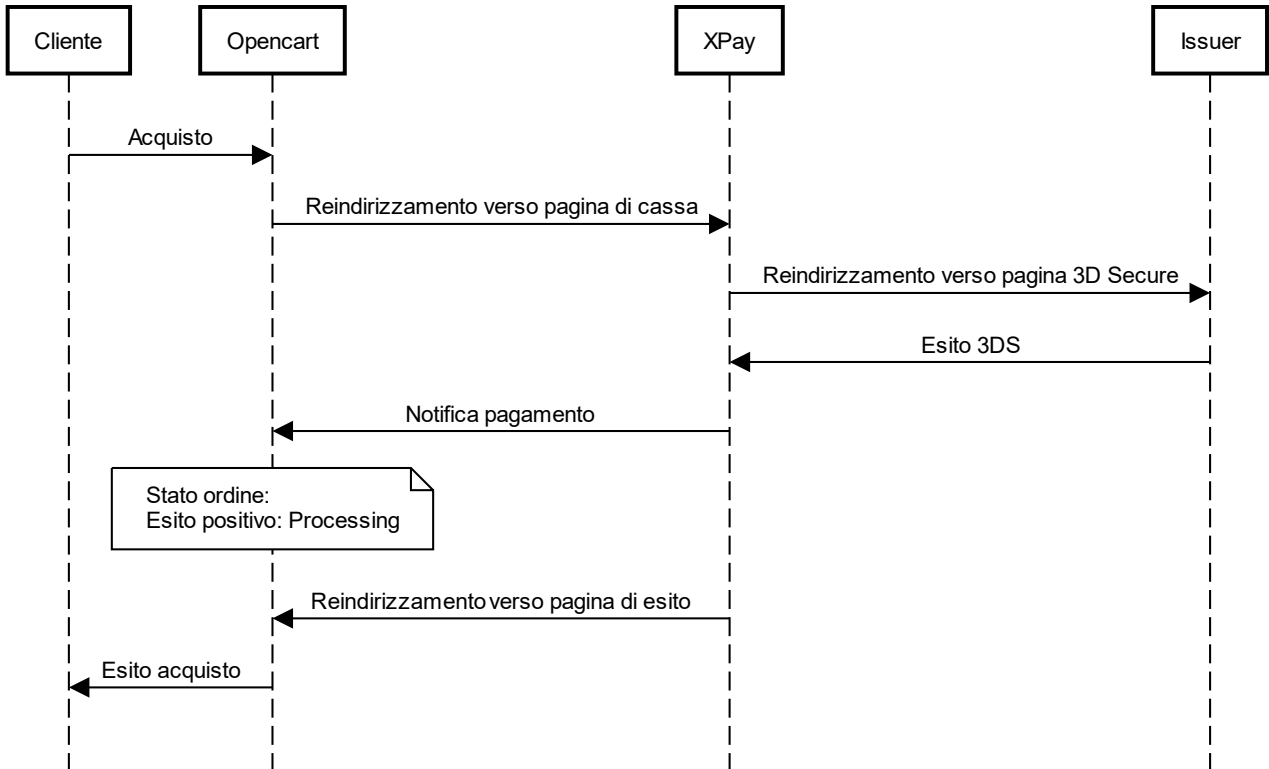 Cliente
Opencart
XPay
Issuer
Acquisto
Reindirizzamento verso pagina di cassa
Reindirizzamento verso pagina 3D Secure
Esito 3DS
Notifica pagamento
Stato ordine:
Esito positivo: Processing
Reindirizzamento verso pagina di esito
Esito acquisto